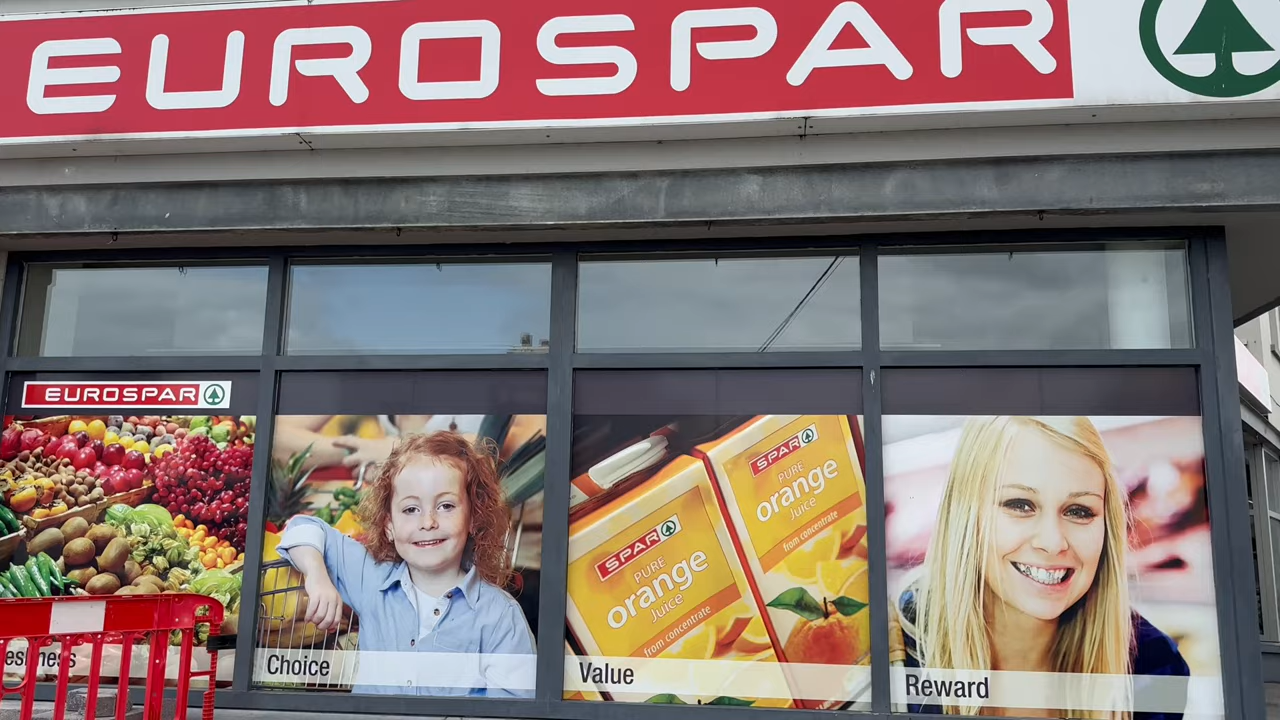 EUROSPAR
EUROSPAR
SPAR
PURE
orange
Juice
from concentrate
SPAR
PURE
orange
Juice
from concentrate
Choice
Value
Reward